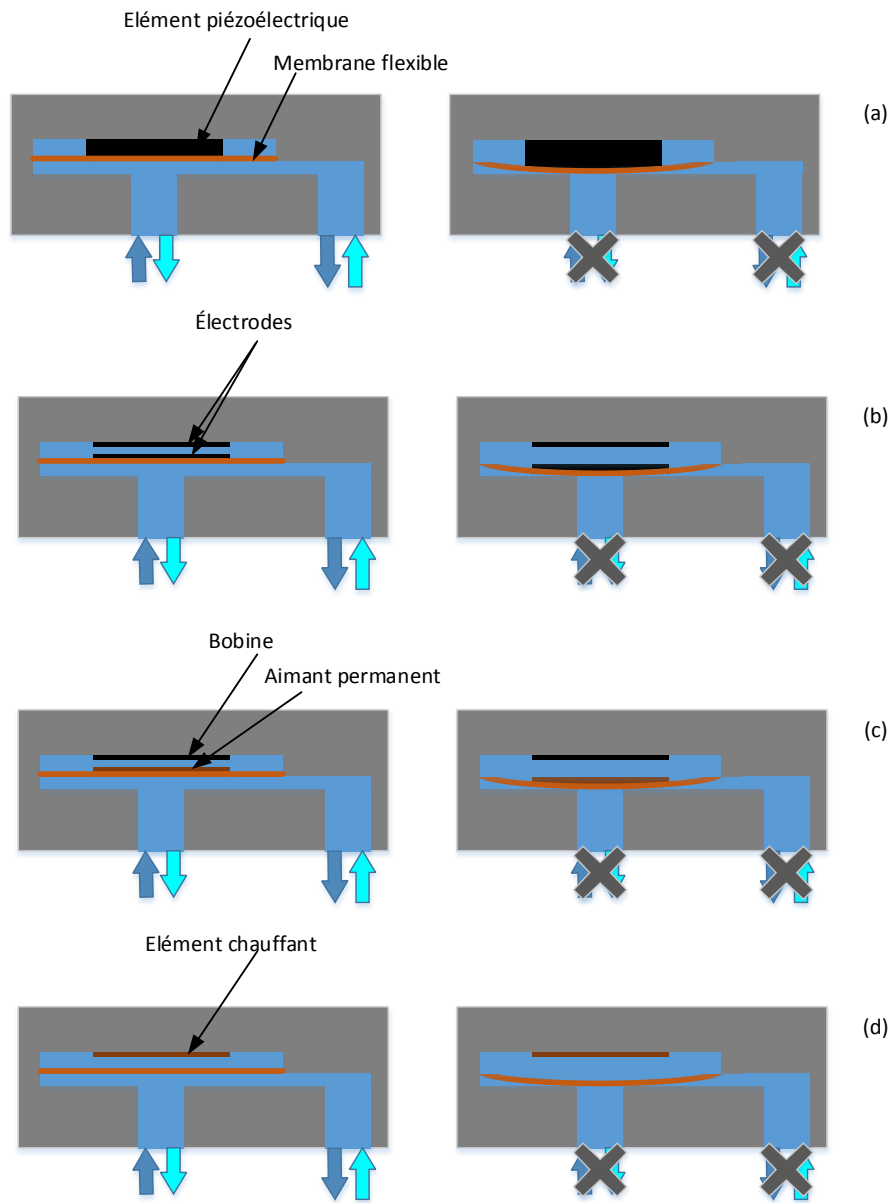 Elément piézoélectrique
Membrane flexible
(a)
Électrodes
(b)
Bobine
Aimant permanent
(c)
Elément chauffant
(d)